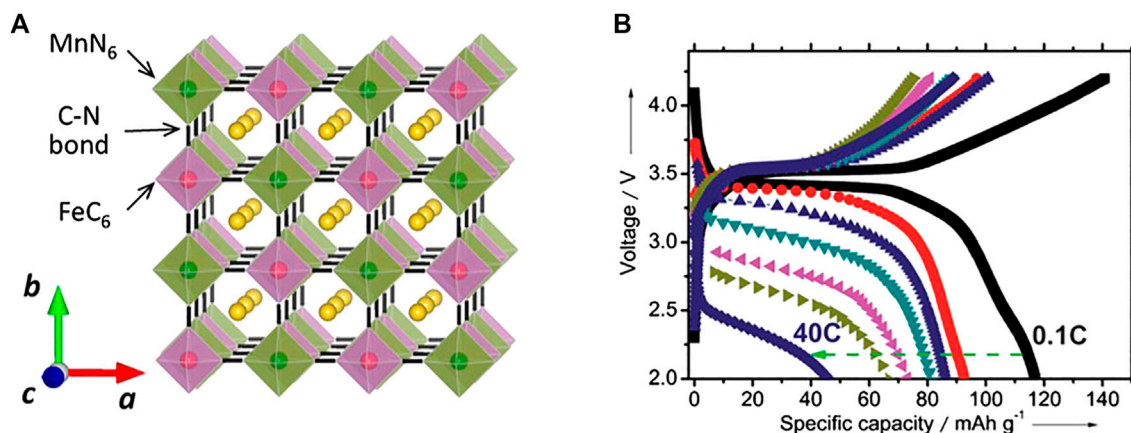 A
MnN₆
C-N
bond
FeC₆
b
c
a
B
Voltage / V
4.0
3.5
3.0
2.5
2.0
40C
0.1C
0 20 40 60 80 100 120 140
Specific capacity / mAh g⁻¹